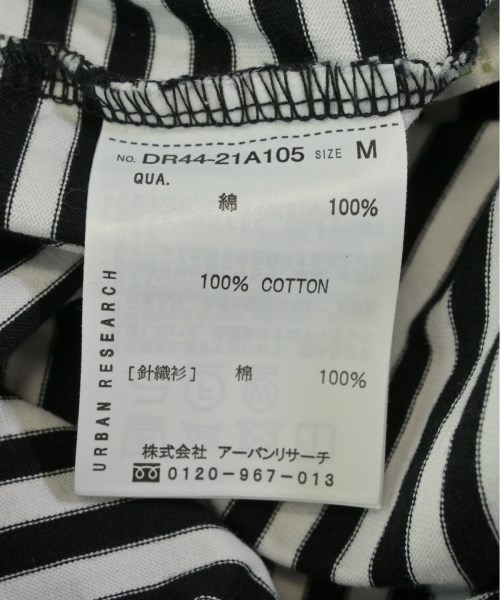 NO. DR44-21A105 SIZE M
QUA.
綿 100%
100% COTTON
[針織衫] 棉 100%
URBAN RESEARCH
株式会社 アーバンリサーチ
0120-967-013